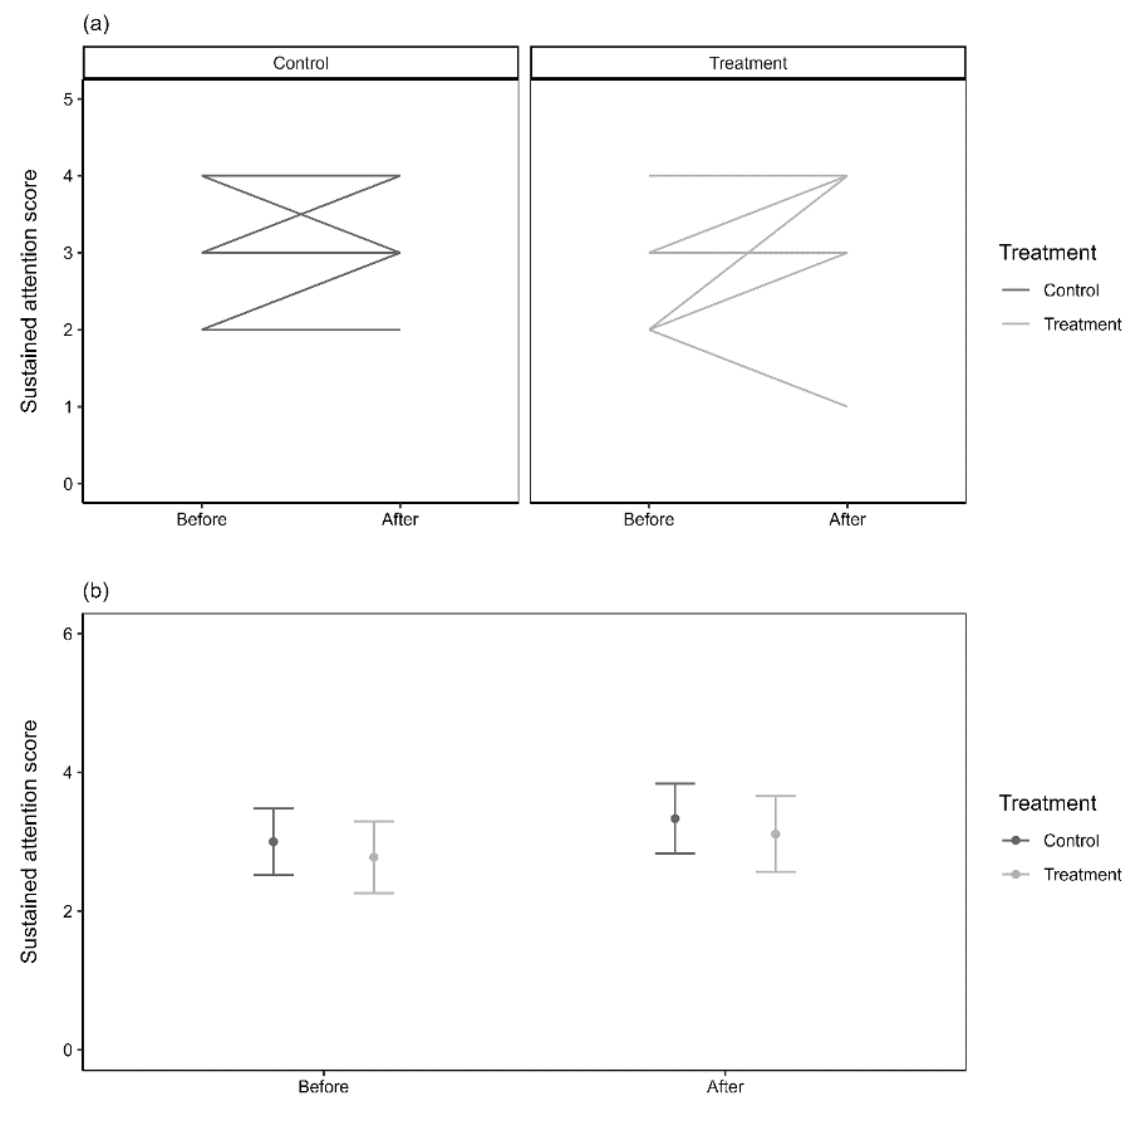 (a)
Control
Treatment
Sustained attention score
5
4
3
2
1
0
Before
After
Before
After
Treatment
Control
Treatment
(b)
Sustained attention score
6
4
2
0
Before
After
Treatment
Control
Treatment